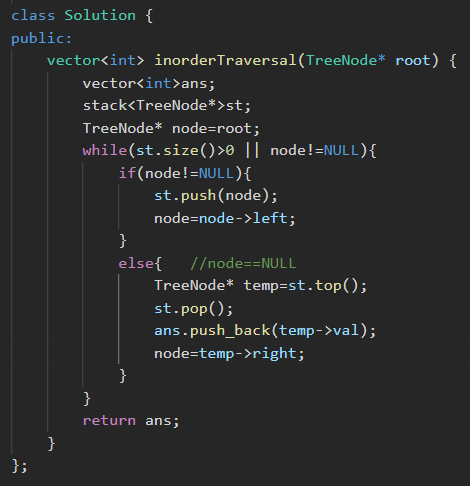 class Solution {
public:
    vector<int> inorderTraversal(TreeNode* root) {
        vector<int>ans;
        stack<TreeNode*>st;
        TreeNode* node=root;
        while(st.size()>0 || node!=NULL){
            if(node!=NULL){
                st.push(node);
                node=node->left;
            }
            else{   //node==NULL
                TreeNode* temp=st.top();
                st.pop();
                ans.push_back(temp->val);
                node=temp->right;
            }
        }
        return ans;
    }
};